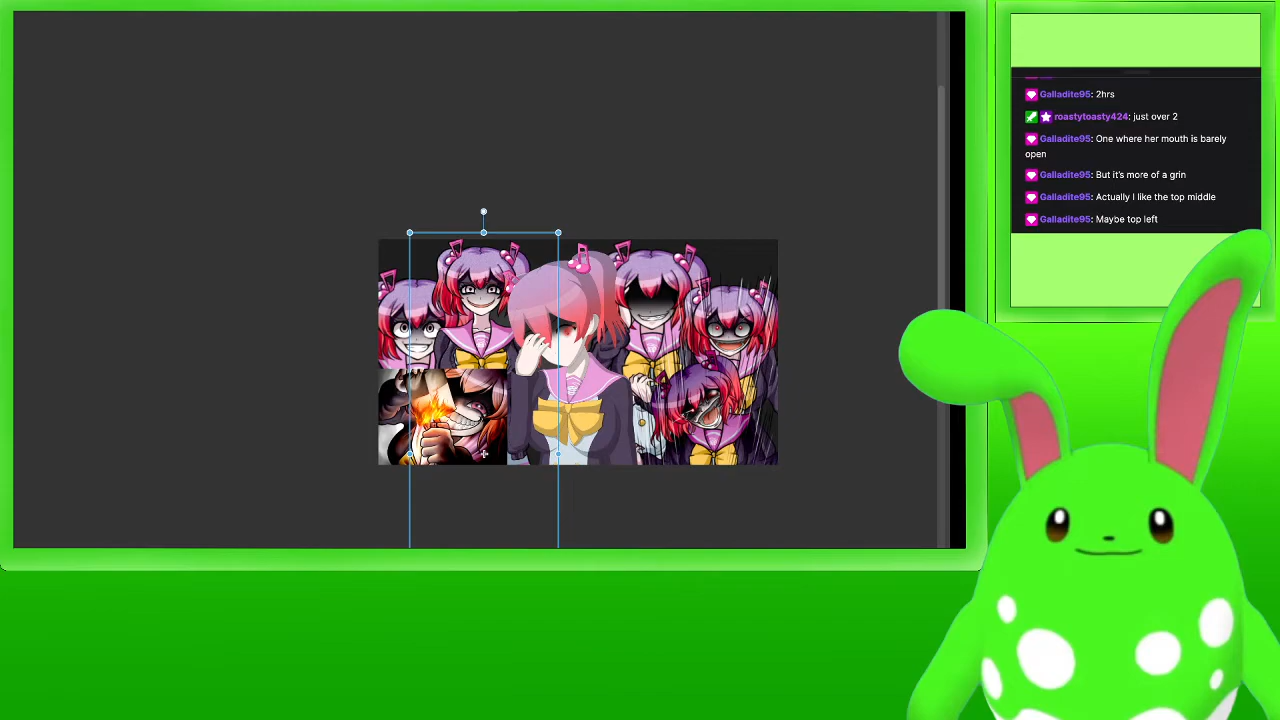 Galladite95: 2hrs
roastytoasty424: just over 2
Galladite95: One where her mouth is barely
open
Galladite95: But it's more of a grin
Galladite95: Actually I like the top middle
Galladite95: Maybe top left